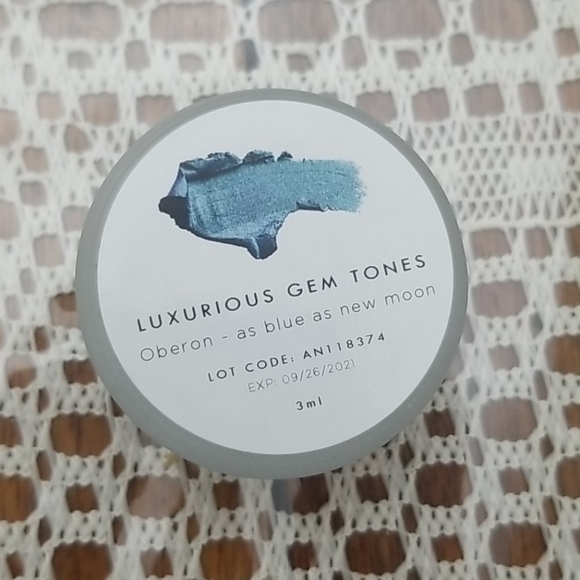 LUXURIOUS GEM TONES
Oberon - as blue as new moon
LOT CODE: AN118374
EXP: 09/26/2021
3ml